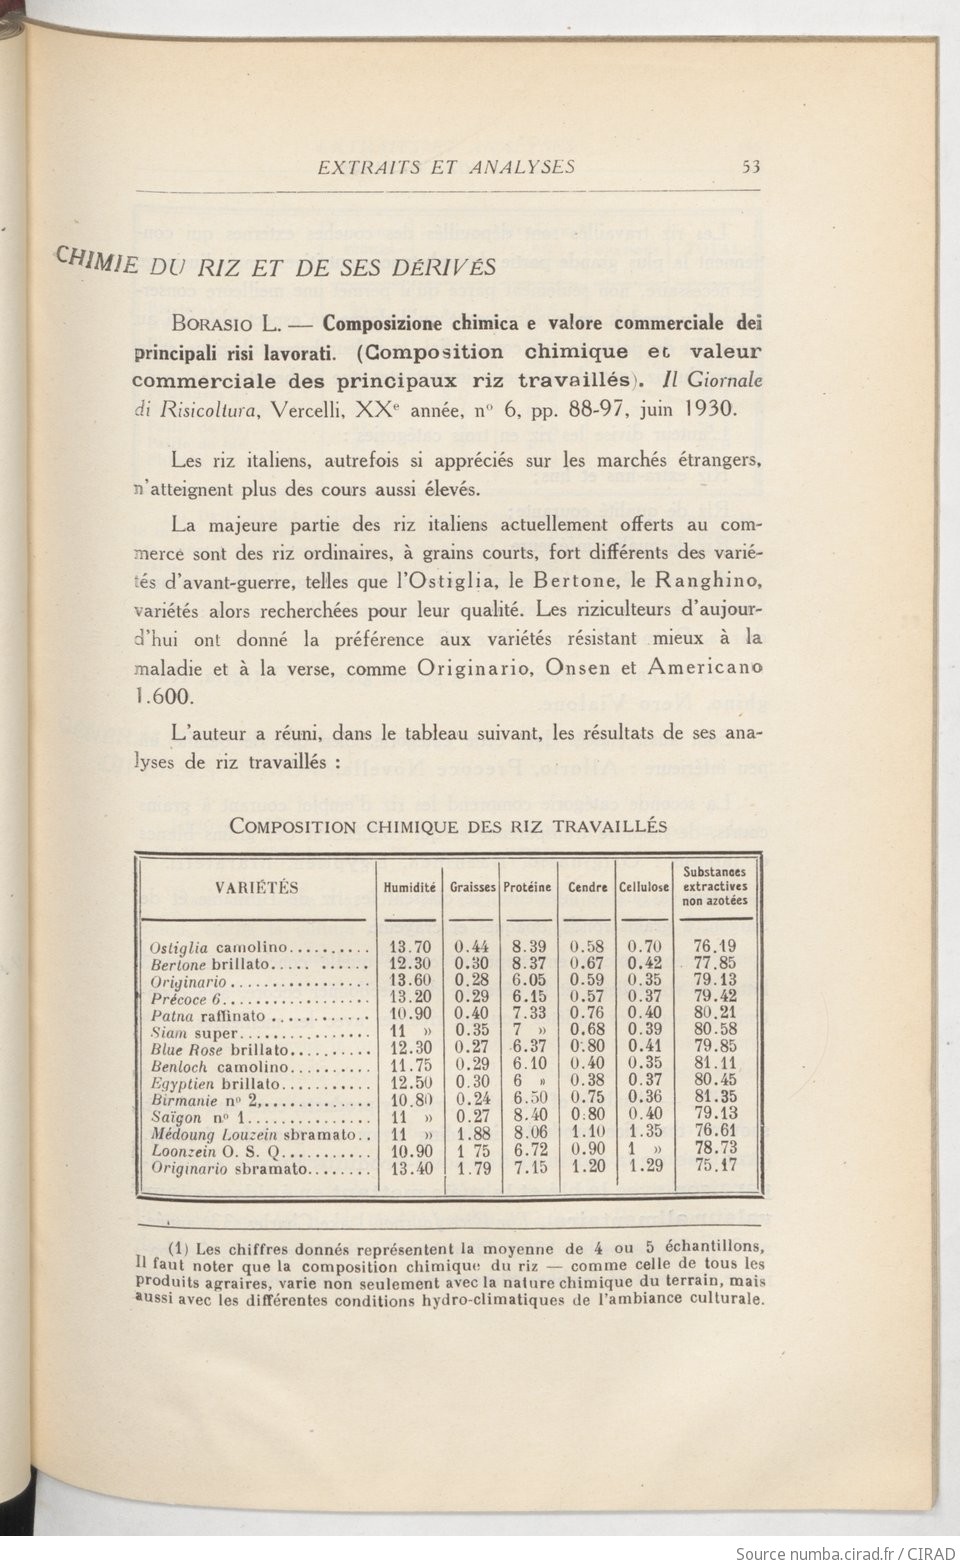 EXTRAITS ET ANALYSES 53
CHIMIE DU RIZ ET DE SES DÉRIVÉS
BORASIO L. — Composizione chimica e valore commerciale dei
principali risi lavorati. (Composition chimique et valeur
commerciale des principaux riz travaillés). Il Giornale
di Risicoltura, Vercelli, XXe année, n° 6, pp. 88-97, juin 1930.
Les riz italiens, autrefois si appréciés sur les marchés étrangers,
n'atteignent plus des cours aussi élevés.
La majeure partie des riz italiens actuellement offerts au com-
merce sont des riz ordinaires, à grains courts, fort différents des varié-
tés d'avant-guerre, telles que l'Ostiglia, le Bertone, le Ranghino,
variétés alors recherchées pour leur qualité. Les riziculteurs d'aujour-
d'hui ont donné la préférence aux variétés résistant mieux à la
maladie et à la verse, comme Originario, Onsen et Americano
1.600.
L'auteur a réuni, dans le tableau suivant, les résultats de ses ana-
lyses de riz travaillés :
COMPOSITION CHIMIQUE DES RIZ TRAVAILLÉS
VARIÉTÉS Humidité Graisses Protéine Cendre Cellulose Substances extractives non azotées
Ostiglia camolino.......... 13.70 0.44 8.39 0.58 0.70 76.19
Bertone brillato..... ...... 12.30 0.30 8.37 0.67 0.42 77.85
Originario................. 13.60 0.28 6.05 0.59 0.35 79.13
Précoce 6.................. 13.20 0.29 6.15 0.57 0.37 79.42
Patna raffinato ............ 10.90 0.40 7.33 0.76 0.40 80.21
Siam super................ 11 » 0.35 7 » 0.68 0.39 80.58
Blue Rose brillato.......... 12.30 0.27 6.37 0.80 0.41 79.85
Benloch camolino.......... 11.75 0.29 6.10 0.40 0.35 81.11
Egyptien brillato........... 12.50 0.30 6 » 0.38 0.37 80.45
Birmanie n° 2,............. 10.80 0.24 6.50 0.75 0.36 81.35
Saïgon n° 1............... 11 » 0.27 8.40 0.80 0.40 79.13
Médoung Louzein sbramato.. 11 » 1.88 8.06 1.10 1.35 76.61
Loonzein O. S. Q........... 10.90 1 75 6.72 0.90 1 » 78.73
Originario sbramato........ 13.40 1.79 7.15 1.20 1.29 75.17
(1) Les chiffres donnés représentent la moyenne de 4 ou 5 échantillons,
Il faut noter que la composition chimique du riz — comme celle de tous les
produits agraires, varie non seulement avec la nature chimique du terrain, mais
aussi avec les différentes conditions hydro-climatiques de l'ambiance culturale.
Source numba.cirad.fr / CIRAD